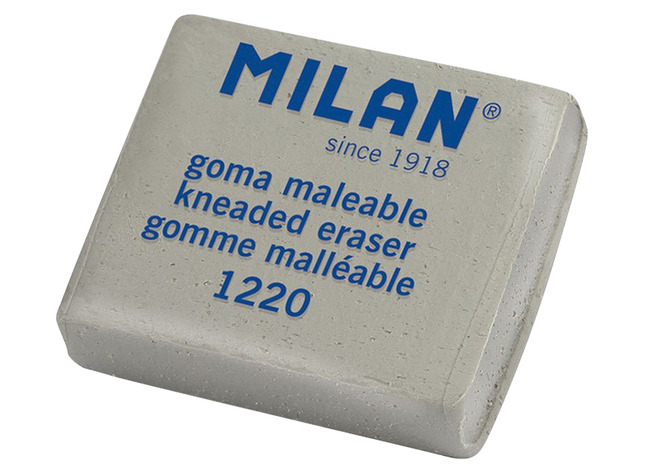 MILAN®
since 1918
goma maleable
kneaded eraser
gomme malléable
1220